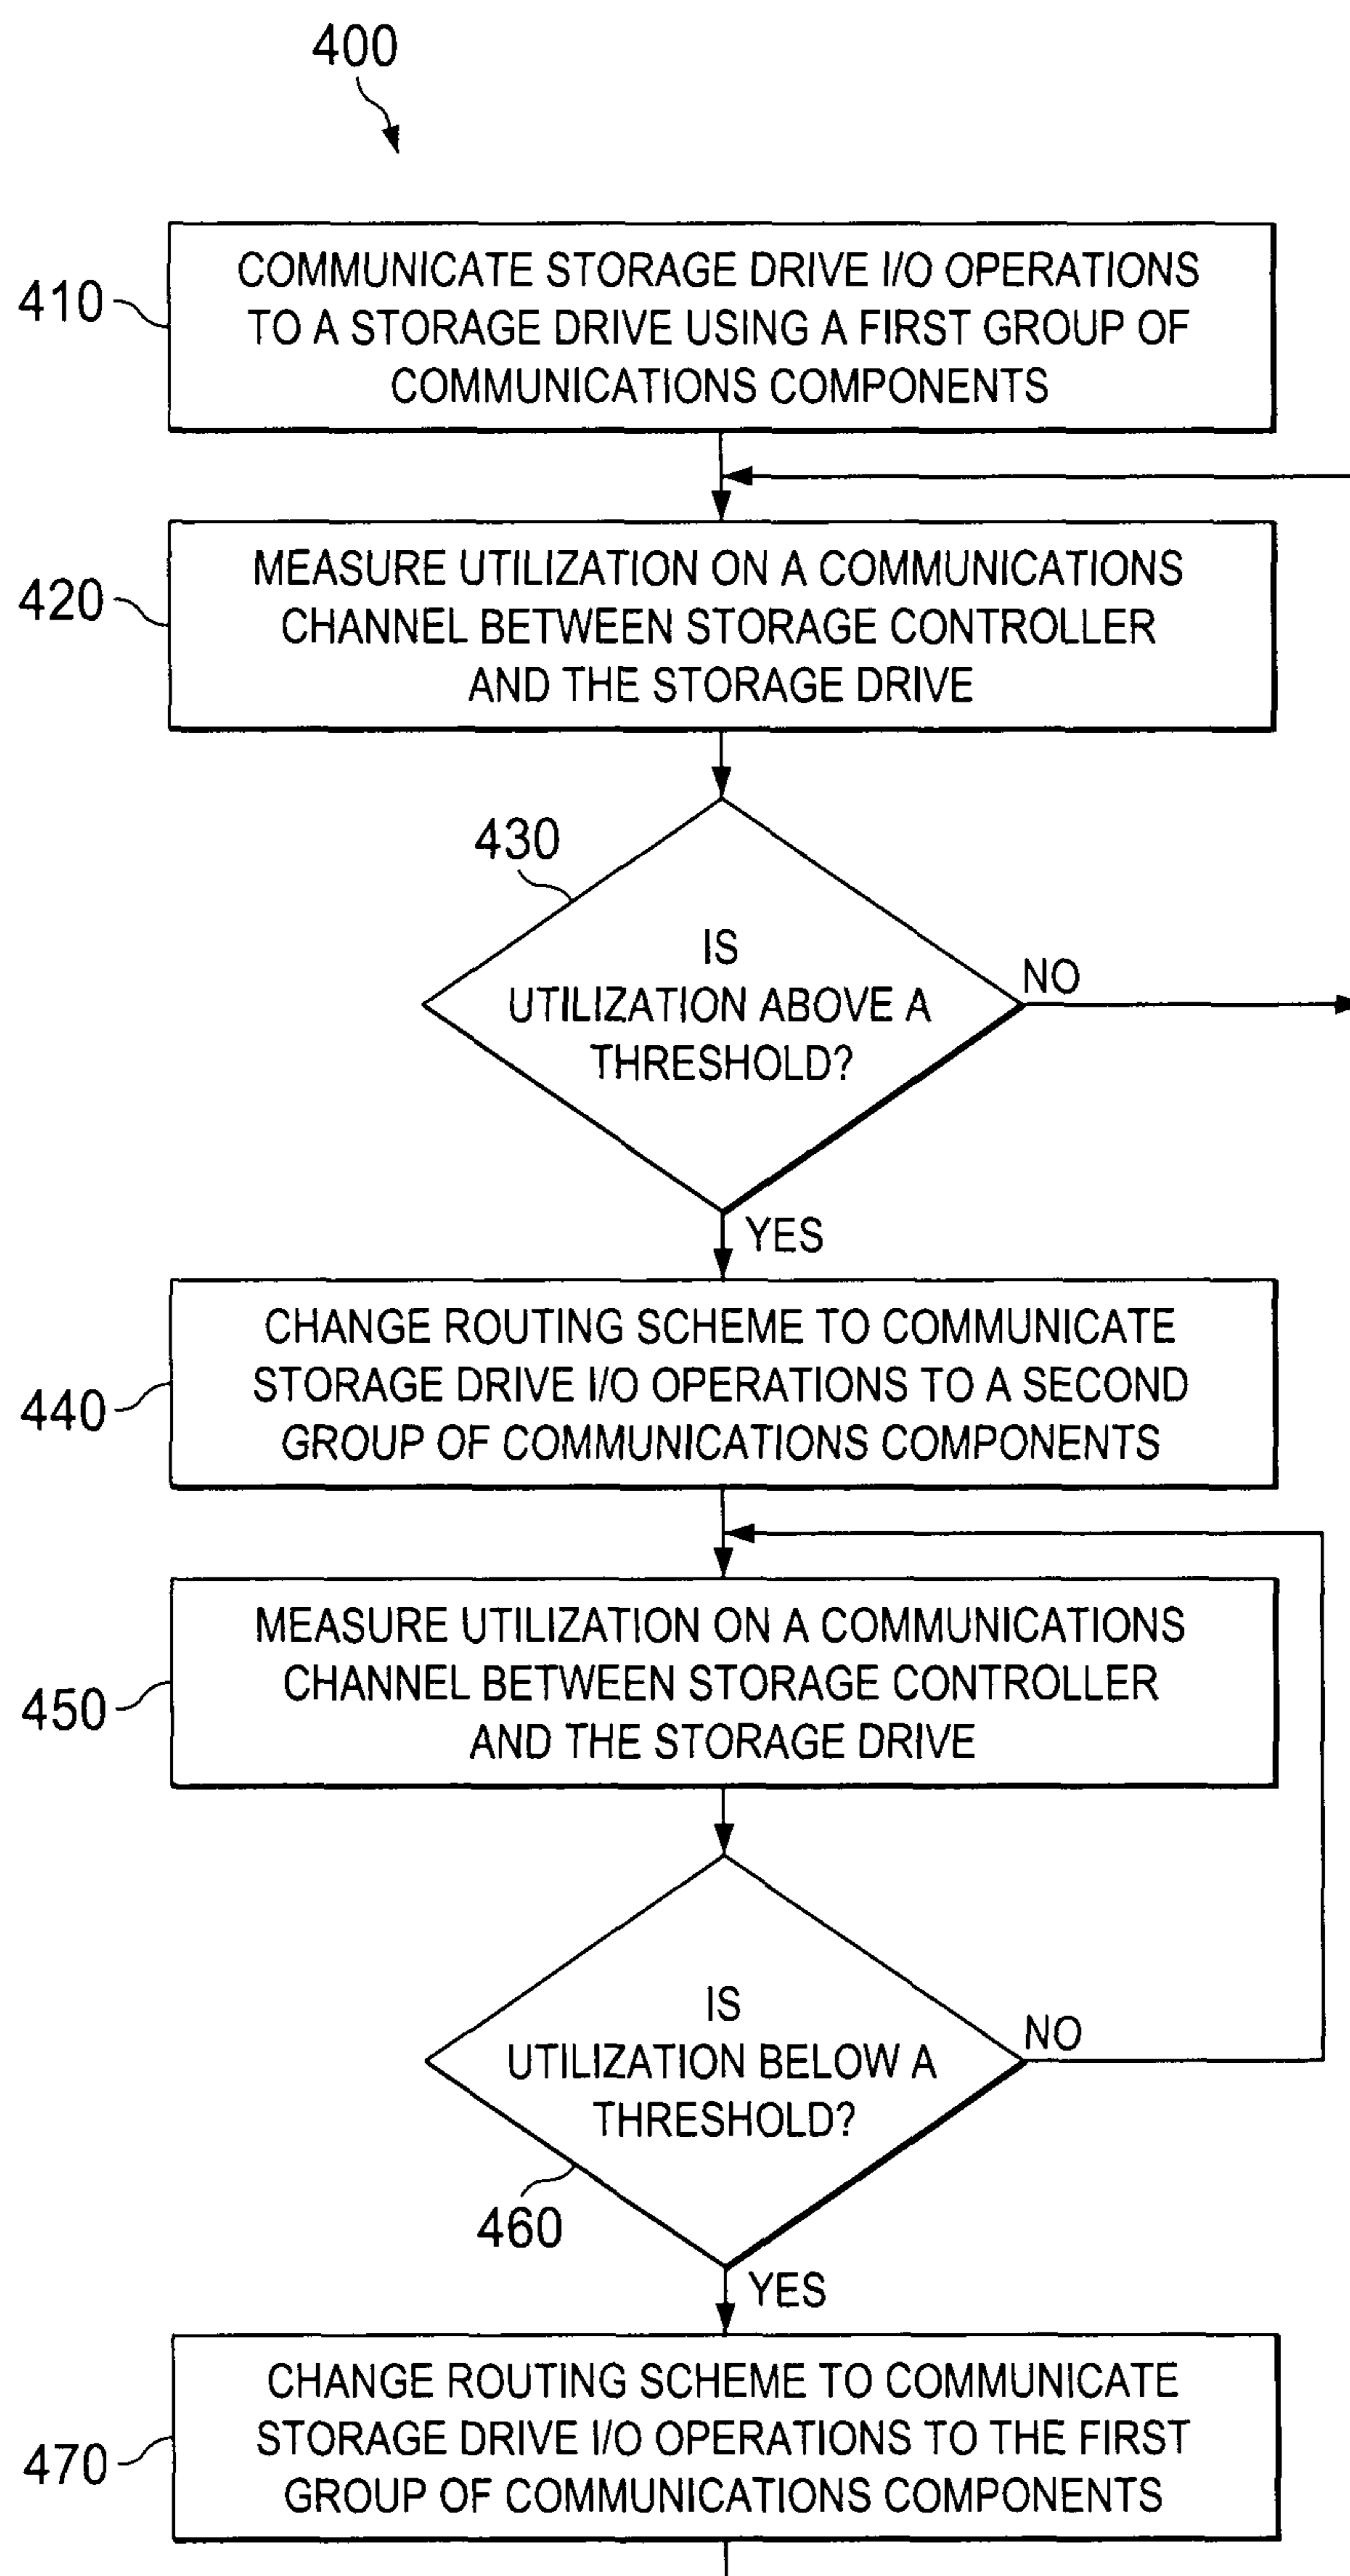 400
410
COMMUNICATE STORAGE DRIVE I/O OPERATIONS
TO A STORAGE DRIVE USING A FIRST GROUP OF
COMMUNICATIONS COMPONENTS
420
MEASURE UTILIZATION ON A COMMUNICATIONS
CHANNEL BETWEEN STORAGE CONTROLLER
AND THE STORAGE DRIVE
430
IS
UTILIZATION ABOVE A
THRESHOLD?
NO
YES
440
CHANGE ROUTING SCHEME TO COMMUNICATE
STORAGE DRIVE I/O OPERATIONS TO A SECOND
GROUP OF COMMUNICATIONS COMPONENTS
450
MEASURE UTILIZATION ON A COMMUNICATIONS
CHANNEL BETWEEN STORAGE CONTROLLER
AND THE STORAGE DRIVE
IS
UTILIZATION BELOW A
THRESHOLD?
NO
460
YES
470
CHANGE ROUTING SCHEME TO COMMUNICATE
STORAGE DRIVE I/O OPERATIONS TO THE FIRST
GROUP OF COMMUNICATIONS COMPONENTS